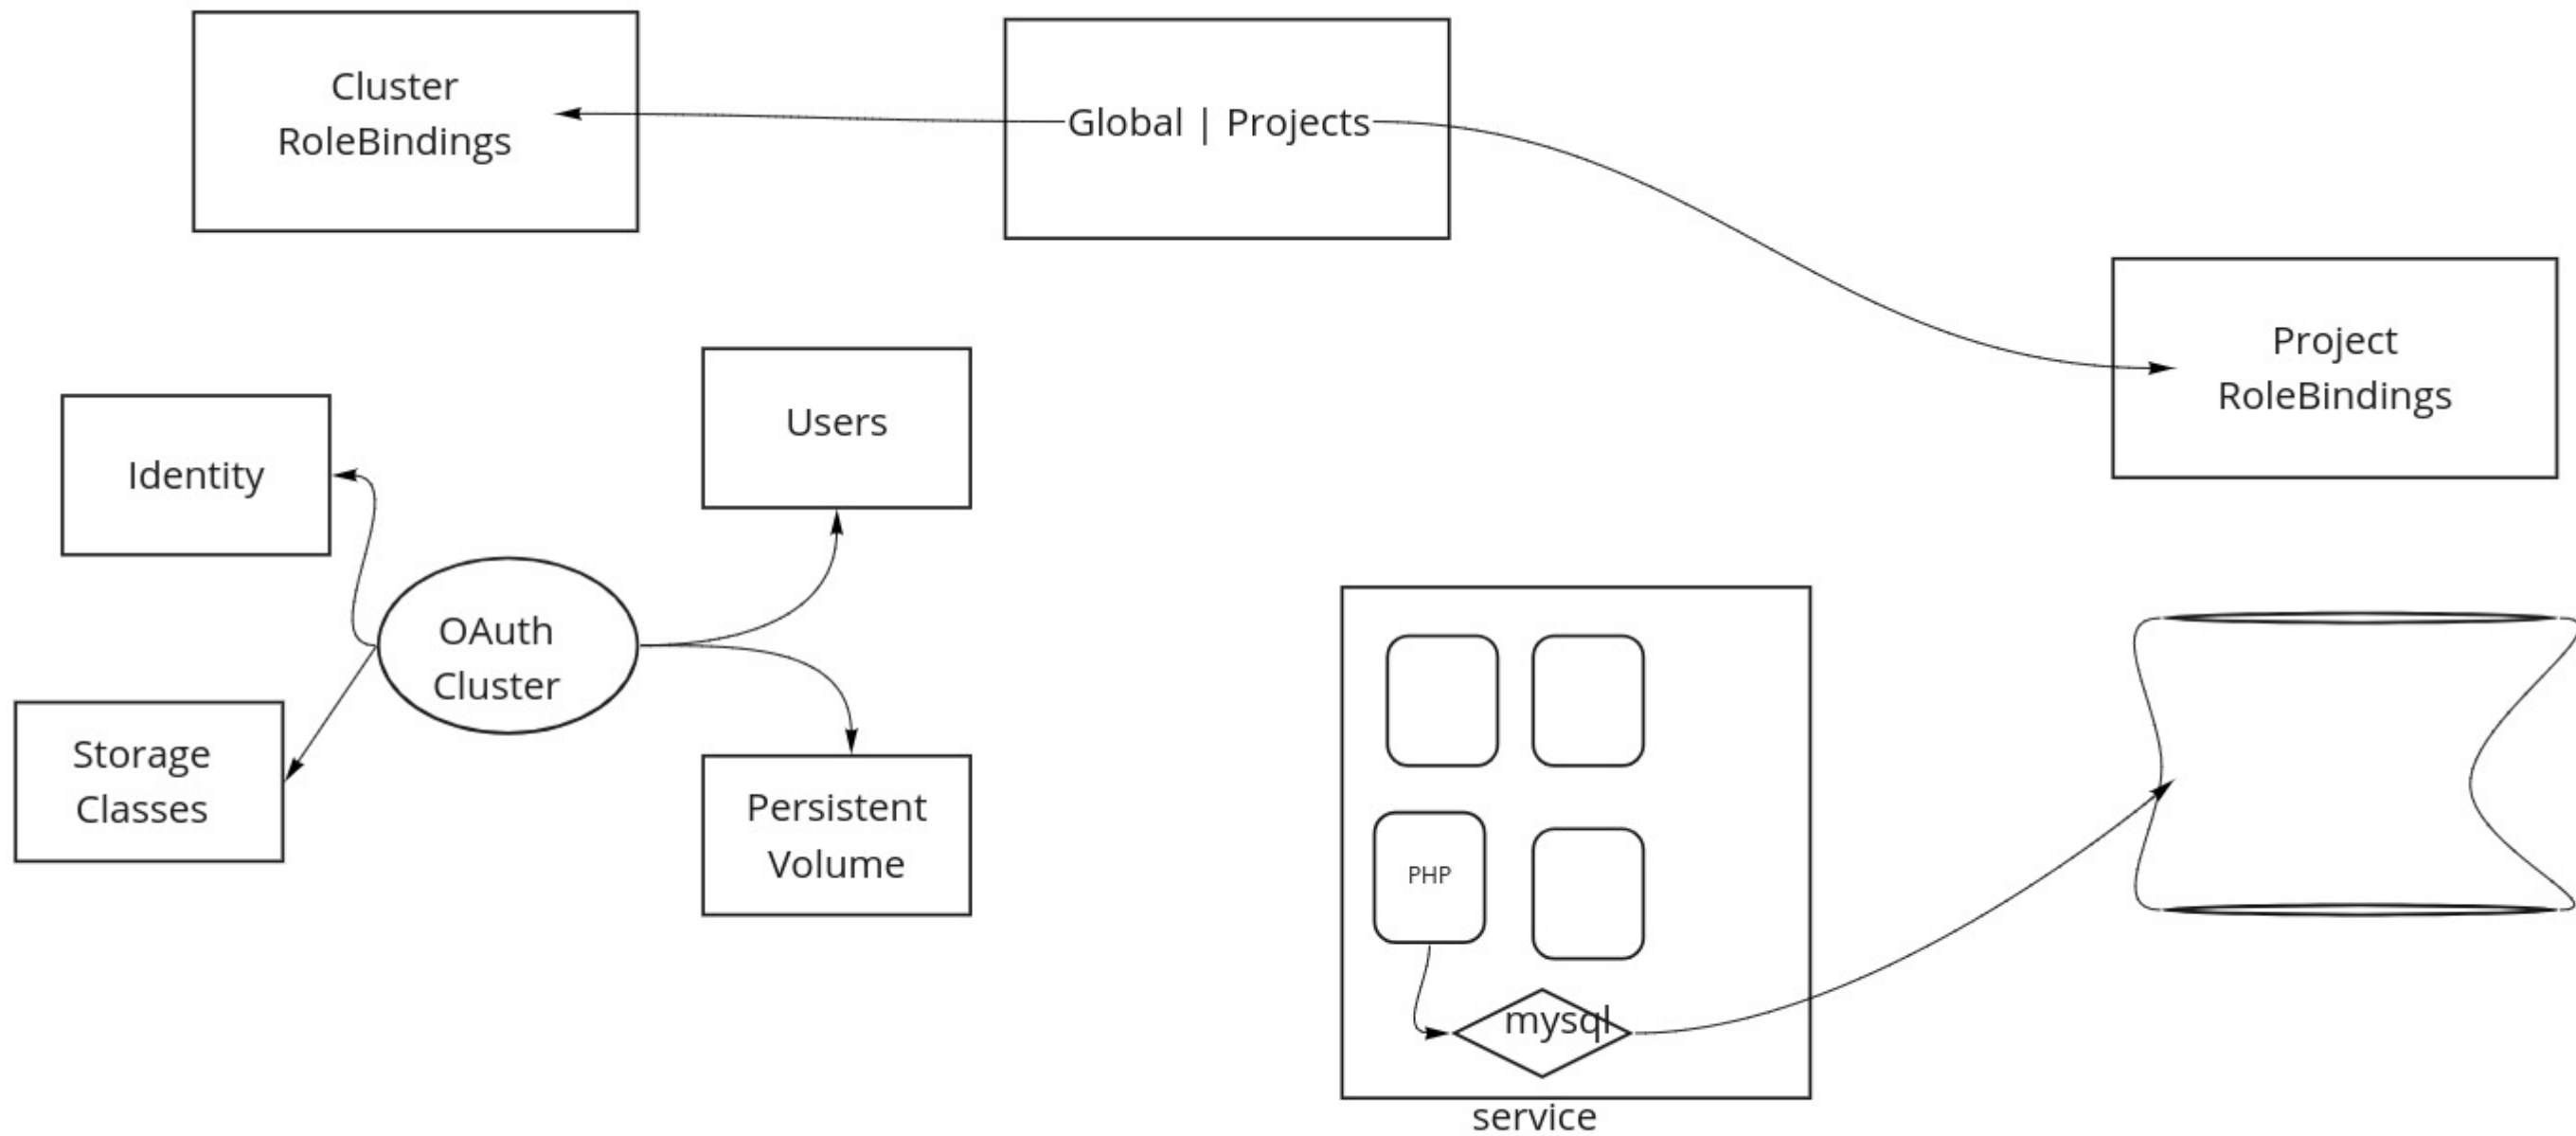 Cluster
RoleBindings
Global | Projects
Project
RoleBindings
Users
Identity
OAuth
Cluster
Storage
Classes
Persistent
Volume
PHP
mysql
service